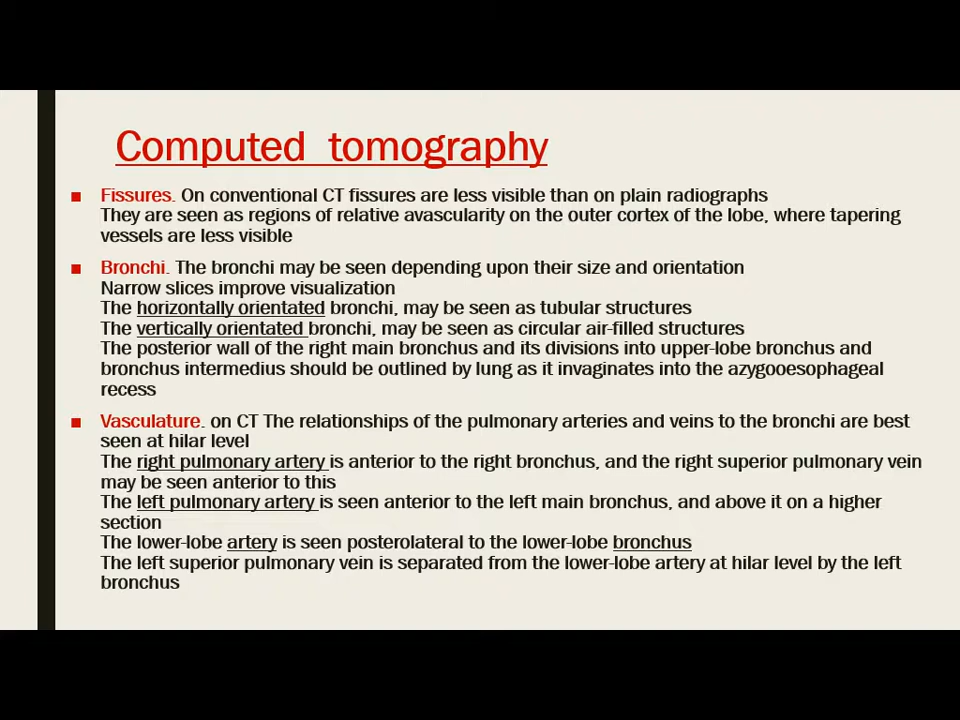 Computed tomography
Fissures. On conventional CT fissures are less visible than on plain radiographs
They are seen as regions of relative avascularity on the outer cortex of the lobe, where tapering
vessels are less visible
Bronchi. The bronchi may be seen depending upon their size and orientation
Narrow slices improve visualization
The horizontally orientated bronchi, may be seen as tubular structures
The vertically orientated bronchi, may be seen as circular air-filled structures
The posterior wall of the right main bronchus and its divisions into upper-lobe bronchus and
bronchus intermedius should be outlined by lung as it invaginates into the azygooesophageal
recess
Vasculature. on CT The relationships of the pulmonary arteries and veins to the bronchi are best
seen at hilar level
The right pulmonary artery is anterior to the right bronchus, and the right superior pulmonary vein
may be seen anterior to this
The left pulmonary artery is seen anterior to the left main bronchus, and above it on a higher
section
The lower-lobe artery is seen posterolateral to the lower-lobe bronchus
The left superior pulmonary vein is separated from the lower-lobe artery at hilar level by the left
bronchus